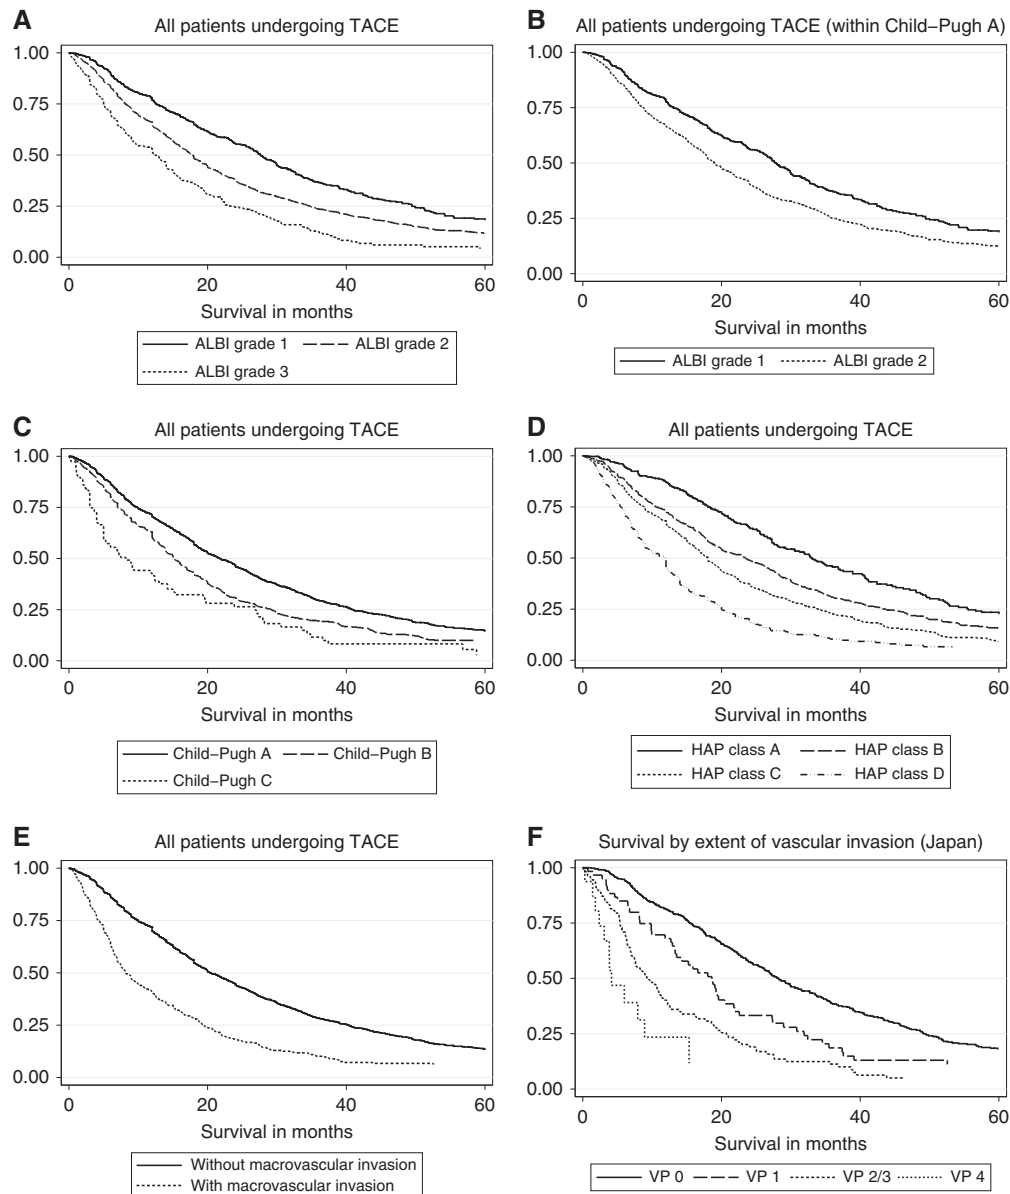 A
All patients undergoing TACE
1.00
0.75
0.50
0.25
0.00
0 20 40 60
Survival in months
ALBI grade 1 ALBI grade 2
ALBI grade 3
B
All patients undergoing TACE (within Child–Pugh A)
1.00
0.75
0.50
0.25
0.00
0 20 40 60
Survival in months
ALBI grade 1 ALBI grade 2
C
All patients undergoing TACE
1.00
0.75
0.50
0.25
0.00
0 20 40 60
Survival in months
Child–Pugh A Child–Pugh B
Child–Pugh C
D
All patients undergoing TACE
1.00
0.75
0.50
0.25
0.00
0 20 40 60
Survival in months
HAP class A HAP class B
HAP class C HAP class D
E
All patients undergoing TACE
1.00
0.75
0.50
0.25
0.00
0 20 40 60
Survival in months
Without macrovascular invasion
With macrovascular invasion
F
Survival by extent of vascular invasion (Japan)
1.00
0.75
0.50
0.25
0.00
0 20 40 60
Survival in months
VP 0 VP 1 VP 2/3 VP 4